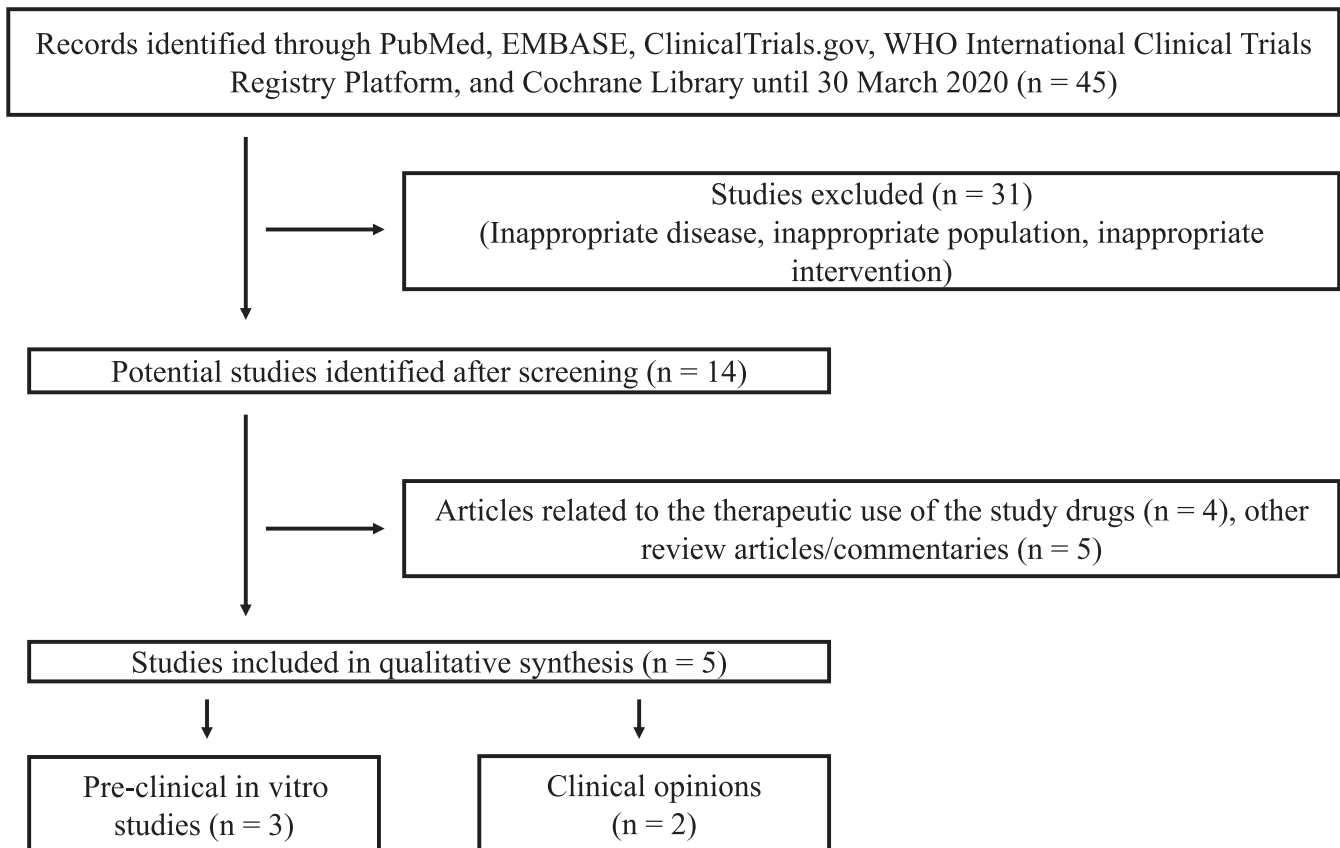 Records identified through PubMed, EMBASE, ClinicalTrials.gov, WHO International Clinical Trials
Registry Platform, and Cochrane Library until 30 March 2020 (n = 45)
Studies excluded (n = 31)
(Inappropriate disease, inappropriate population, inappropriate
intervention)
Potential studies identified after screening (n = 14)
Articles related to the therapeutic use of the study drugs (n = 4), other
review articles/commentaries (n = 5)
Studies included in qualitative synthesis (n = 5)
Pre-clinical in vitro
studies (n = 3)
Clinical opinions
(n = 2)